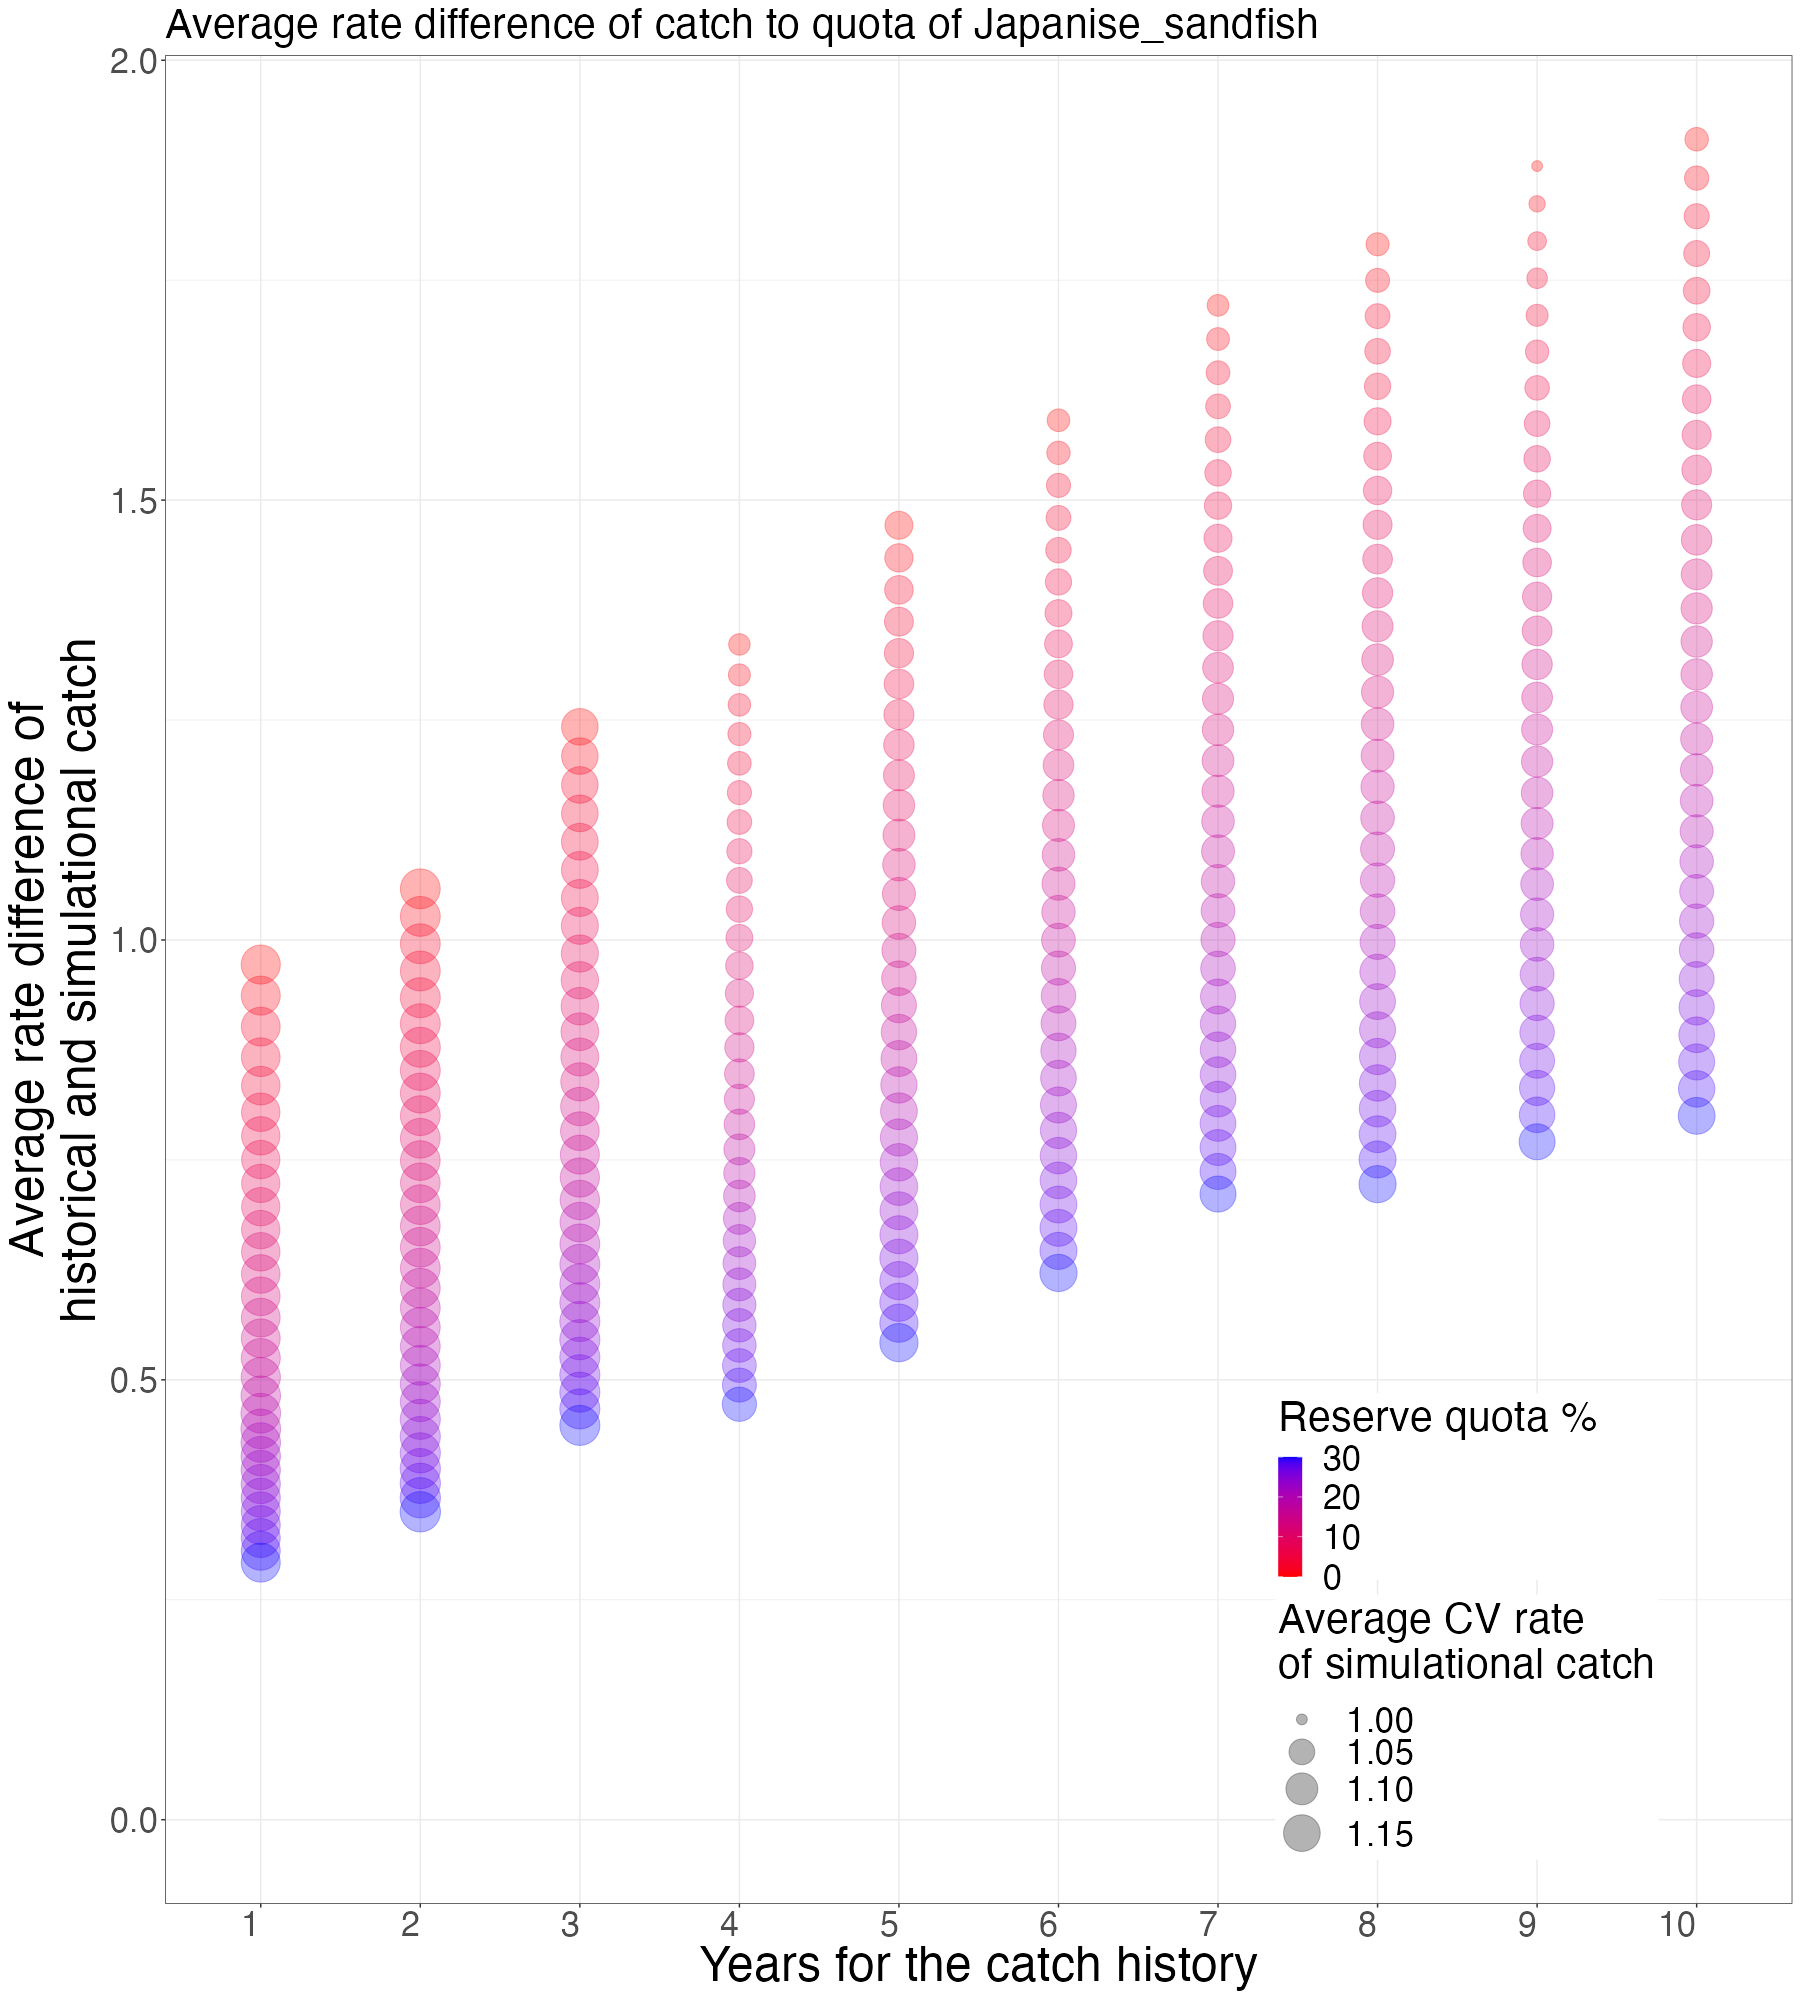 Average rate difference of catch to quota of Japanise_sandfish
Average rate difference of
historical and simulational catch
2.0
1.5
1.0
0.5
0.0
Reserve quota %
30
20
10
0
Average CV rate
of simulational catch
1.00
1.05
1.10
1.15
1 2 3 4 5 6 7 8 9 10
Years for the catch history